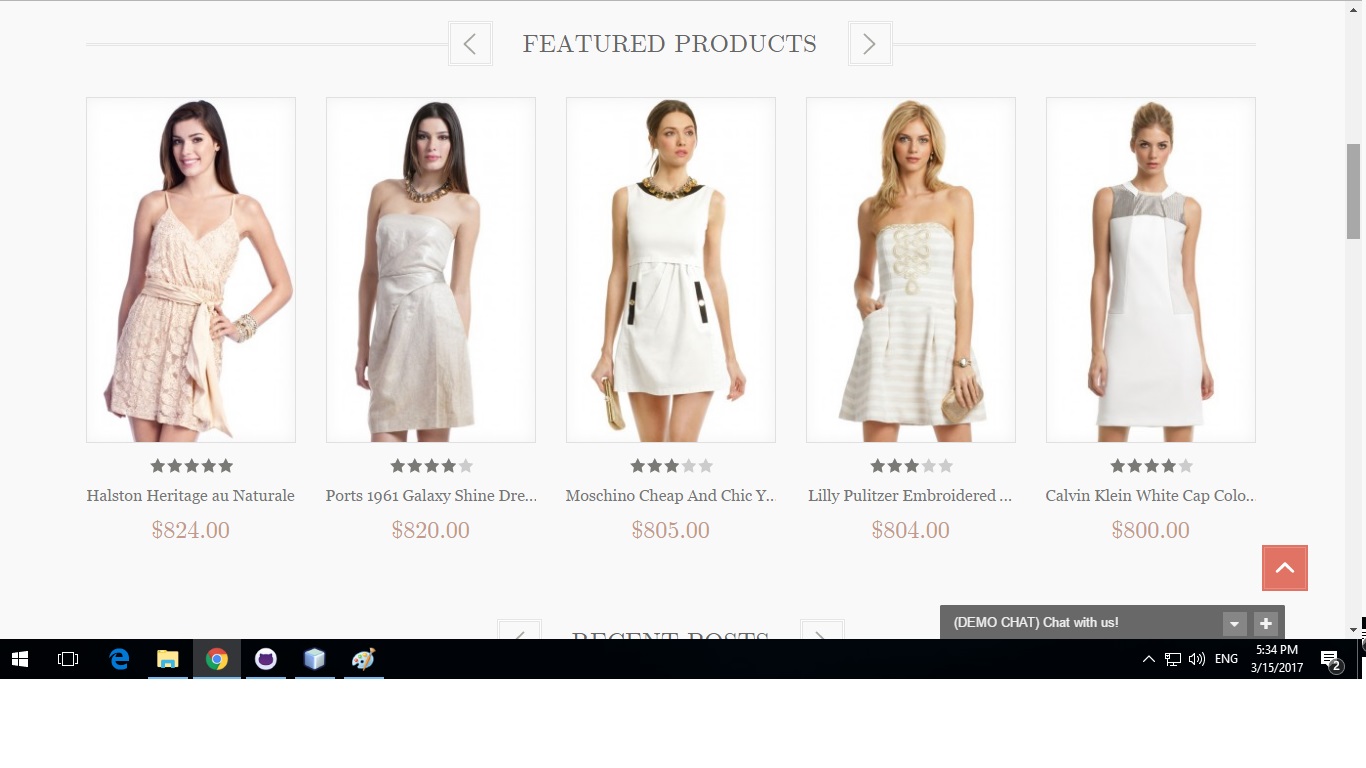 FEATURED PRODUCTS
Halston Heritage au Naturale
Ports 1961 Galaxy Shine Dre...
Moschino Cheap And Chic Y...
Lilly Pulitzer Embroidered ...
Calvin Klein White Cap Colo...
$824.00
$820.00
$805.00
$804.00
$800.00
RECENT POSTS
(DEMO CHAT) Chat with us!
ENG
5:34 PM
3/15/2017
2